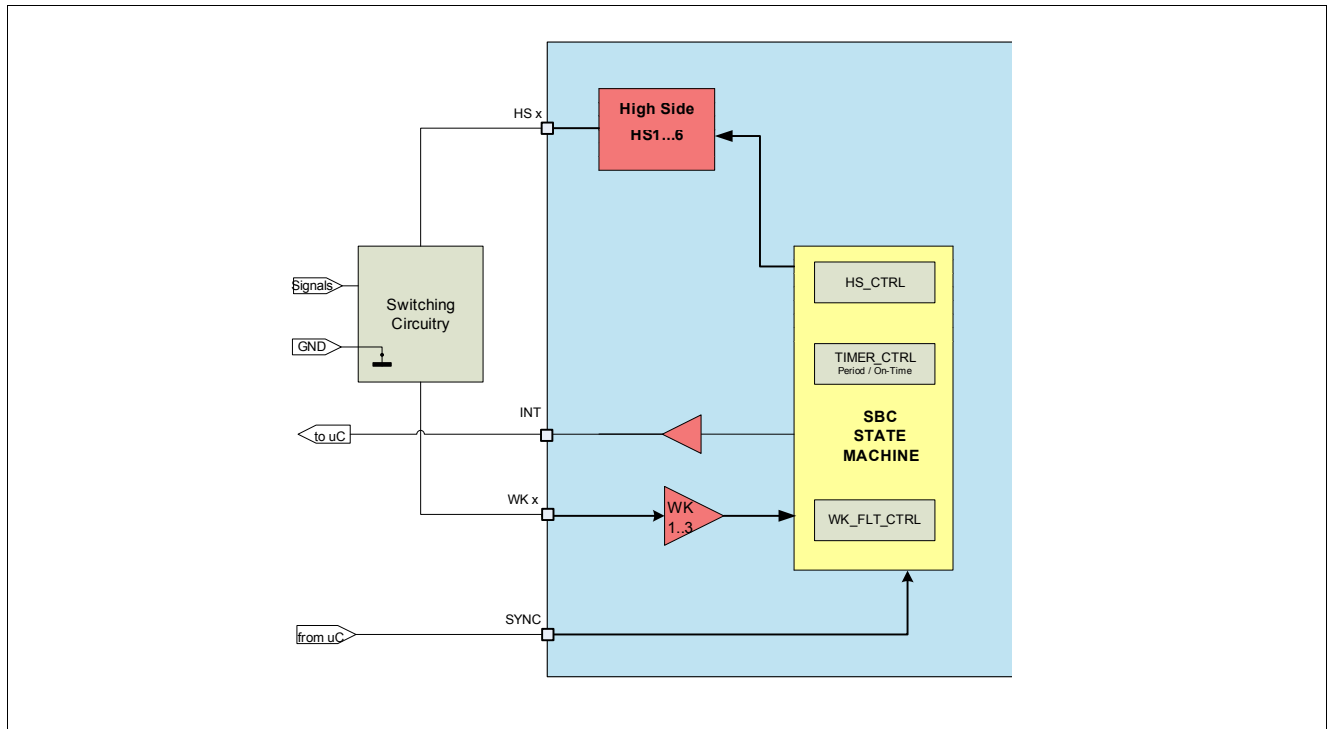 HS x
High Side
HS1...6
Signals
GND
Switching
Circuitry
HS_CTRL
TIMER_CTRL
Period / On-Time
SBC
STATE
MACHINE
INT
to uC
WK x
WK
1..3
WK_FLT_CTRL
SYNC
from uC